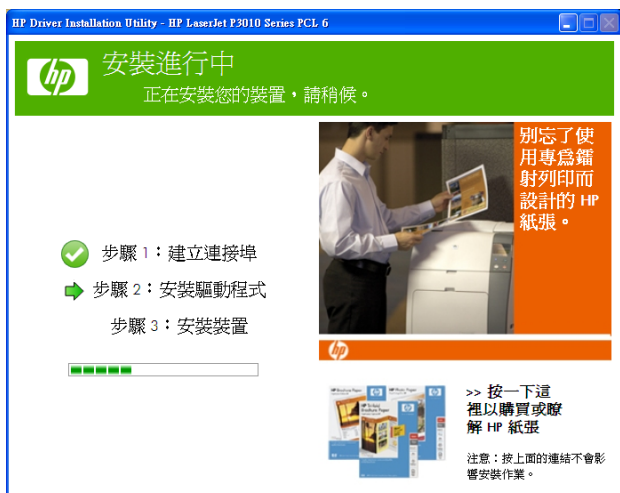 HP Driver Installation Utility - HP LaserJet P3010 Series PCL 6
hp
安裝進行中
正在安裝您的裝置，請稍候。
別忘了使
用專為鐳
射列印而
設計的 HP
紙張。
步驟 1：建立連接埠
步驟 2：安裝驅動程式
步驟 3：安裝裝置
hp
>> 按一下這
裡以購買或瞭
解 HP 紙張
注意：按上面的連結不會影
響安裝作業。